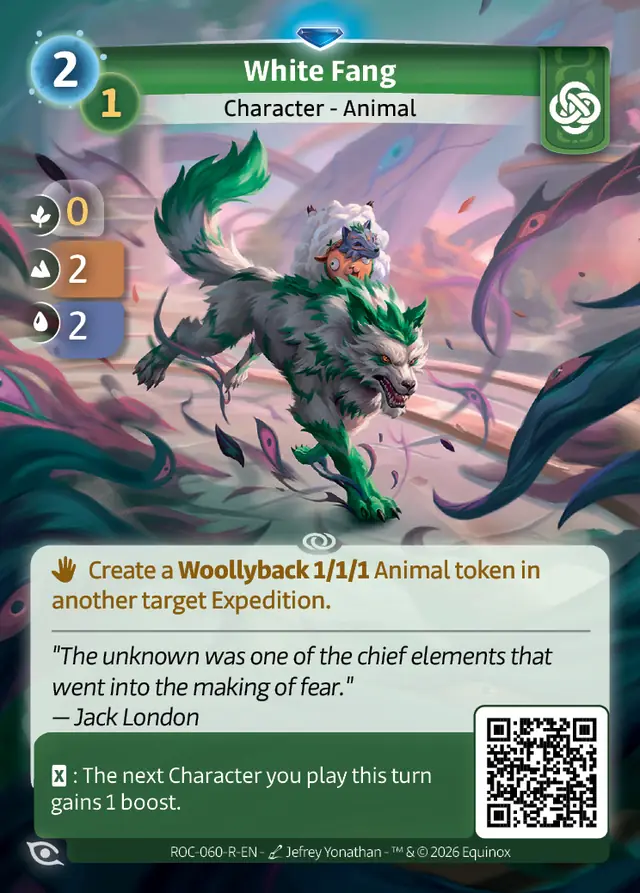 2
1
White Fang
Character - Animal
0
2
2
Create a Woollyback 1/1/1 Animal token in
another target Expedition.
"The unknown was one of the chief elements that
went into the making of fear."
— Jack London
X : The next Character you play this turn
gains 1 boost.
ROC-060-R-EN - Jefrey Yonathan - ™ & © 2026 Equinox